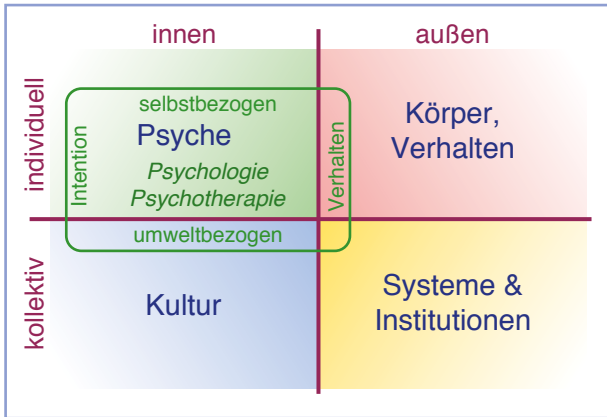 innen
außen
individuell
selbstbezogen
Intention
Psyche
Psychologie
Psychotherapie
Verhalten
Körper,
Verhalten
umweltbezogen
kollektiv
Kultur
Systeme &
Institutionen